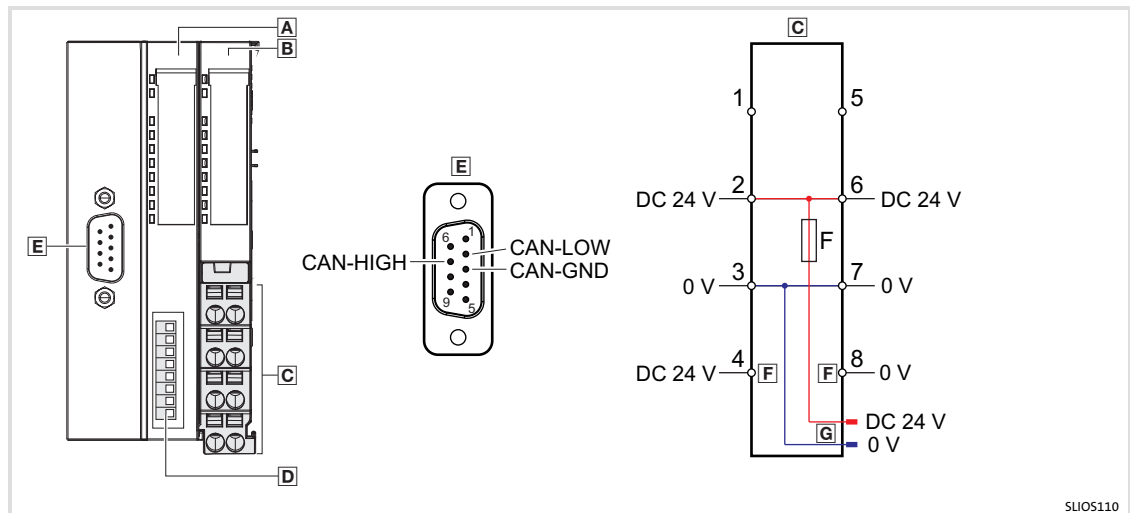 A
B
E
C
D
E
6
1
9
5
CAN-HIGH
CAN-LOW
CAN-GND
C
1
5
DC 24 V
2
6
DC 24 V
F
0 V
3
7
0 V
DC 24 V
4
F
F
8
0 V
G
DC 24 V
0 V
SLIOS110